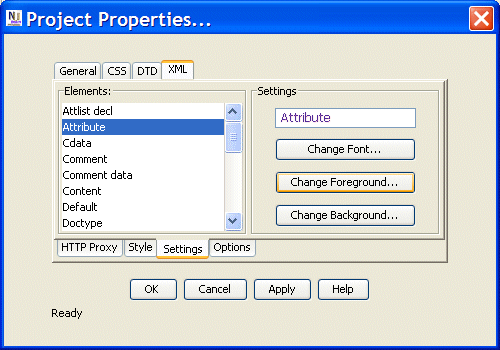 Project Properties...
General CSS DTD XML
Elements:
Attlist decl
Attribute
Cdata
Comment
Comment data
Content
Default
Doctype
Settings
Attribute
Change Font...
Change Foreground...
Change Background...
HTTP Proxy Style Settings Options
OK Cancel Apply Help
Ready